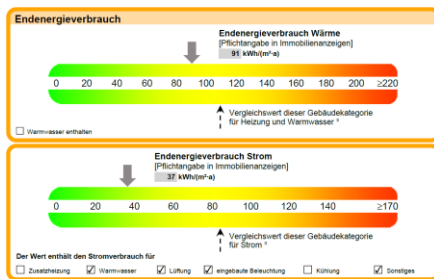 Endenergieverbrauch
Endenergieverbrauch Wärme
[Pflichtangabe in Immobilienanzeigen]
91 kWh/(m²·a)
0 20 40 60 80 100 120 140 160 180 200 ≥220
Vergleichswert dieser Gebäudekategorie
für Heizung und Warmwasser
Warmwasser enthalten
Endenergieverbrauch Strom
[Pflichtangabe in Immobilienanzeigen]
37 kWh/(m²·a)
0 20 40 60 80 100 120 140 ≥170
Vergleichswert dieser Gebäudekategorie
für Strom
Der Wert enthält den Stromverbrauch für
Zusatzheizung Warmwasser Lüftung eingebaute Beleuchtung Kühlung Sonstiges